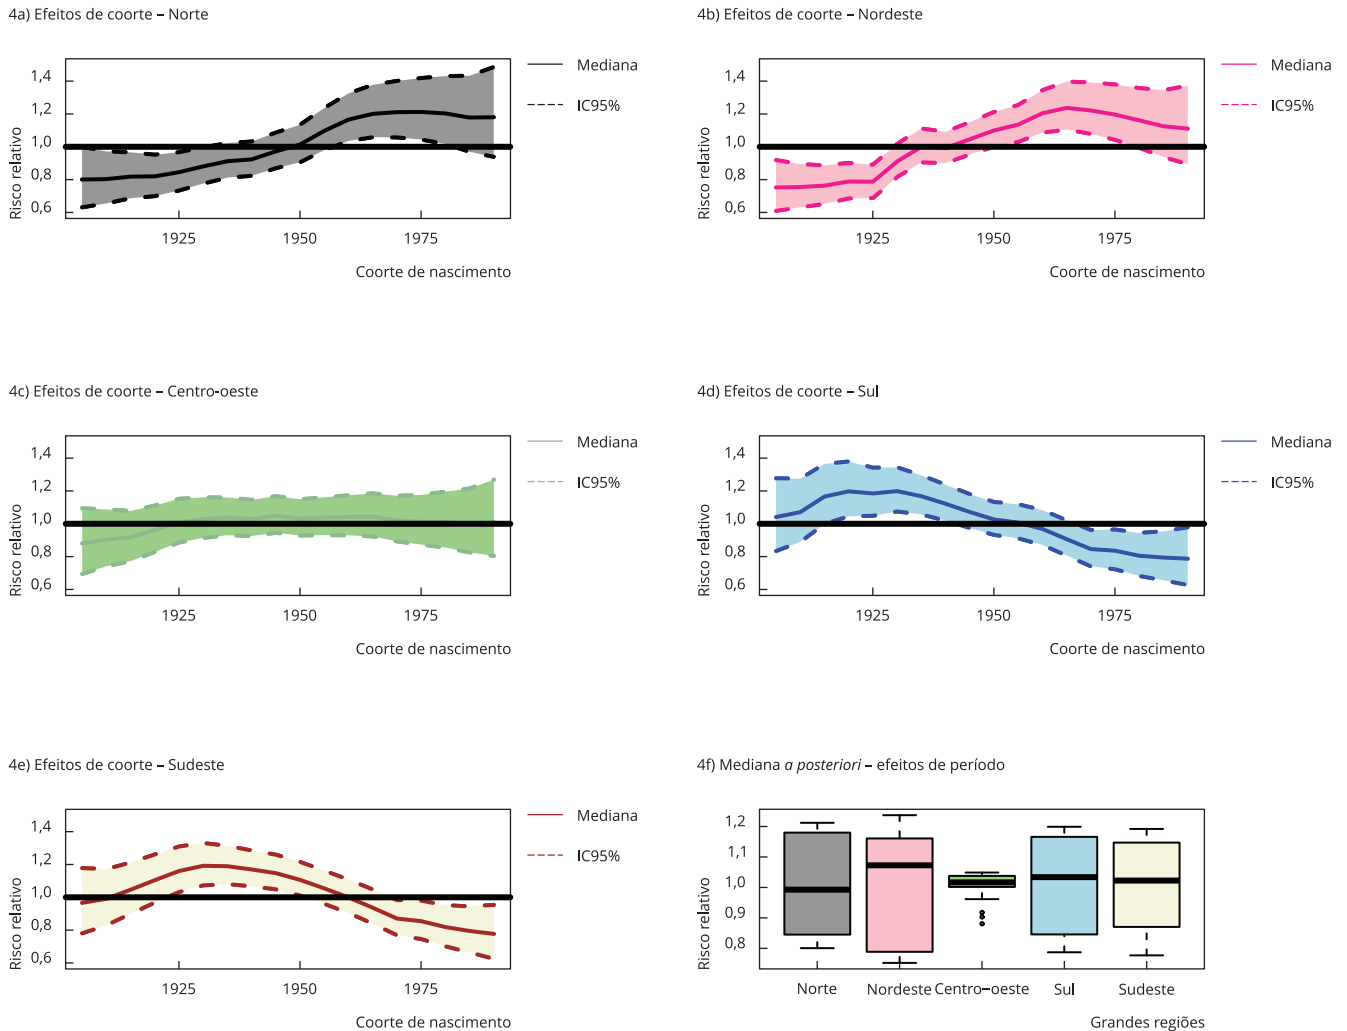 4a) Efeitos de coorte – Norte
Risco relativo
1,4
1,2
1,0
0,8
0,6
1925
1950
1975
Coorte de nascimento
Mediana
IC95%
4b) Efeitos de coorte – Nordeste
Risco relativo
1,4
1,2
1,0
0,8
0,6
1925
1950
1975
Coorte de nascimento
Mediana
IC95%
4c) Efeitos de coorte – Centro-oeste
Risco relativo
1,4
1,2
1,0
0,8
0,6
1925
1950
1975
Coorte de nascimento
Mediana
IC95%
4d) Efeitos de coorte – Sul
Risco relativo
1,4
1,2
1,0
0,8
0,6
1925
1950
1975
Coorte de nascimento
Mediana
IC95%
4e) Efeitos de coorte – Sudeste
Risco relativo
1,4
1,2
1,0
0,8
0,6
1925
1950
1975
Coorte de nascimento
Mediana
IC95%
4f) Mediana a posteriori – efeitos de período
Risco relativo
1,2
1,1
1,0
0,9
0,8
Norte
Nordeste
Centro–oeste
Sul
Sudeste
Grandes regiões